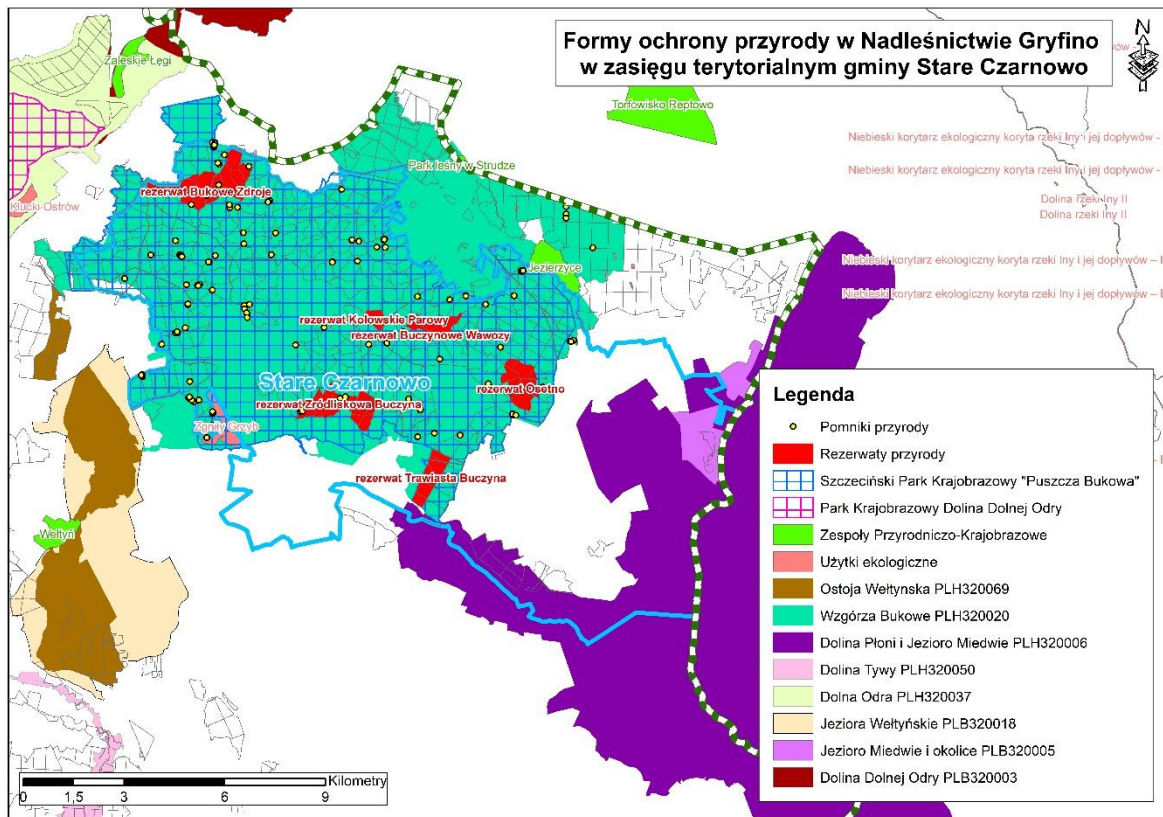 Formy ochrony przyrody w Nadleśnictwie Gryfino
w zasięgu terytorialnym gminy Stare Czarnowo
N
Zaleskie Łęgi
Torfowisko Reptowo
Niebieski korytarz ekologiczny koryta rzeki Iny i jej dopływów -
Park leśny w Strudze
Niebieski korytarz ekologiczny koryta rzeki Iny i jej dopływów -
rezerwat Bukowe Zdroje
Klucki Ostrów
Dolina rzeki Iny II
Dolina rzeki Iny II
Niebieski korytarz ekologiczny koryta rzeki Iny i jej dopływów – I
Jezierzyce
Niebieski korytarz ekologiczny koryta rzeki Iny i jej dopływów – I
rezerwat Kołowskie Parowy
rezerwat Buczynowe Wąwozy
Stare Czarnowo
rezerwat Osetno
rezerwat Źródliskowa Buczyna
Zgniły Grzyb
rezerwat Trawiasta Buczyna
Wełtyń
Legenda
Pomniki przyrody
Rezerwaty przyrody
Szczeciński Park Krajobrazowy "Puszcza Bukowa"
Park Krajobrazowy Dolina Dolnej Odry
Zespoły Przyrodniczo-Krajobrazowe
Użytki ekologiczne
Ostoja Wełtynska PLH320069
Wzgórza Bukowe PLH320020
Dolina Płoni i Jezioro Miedwie PLH320006
Dolina Tywy PLH320050
Dolna Odra PLH320037
Jeziora Wełtyńskie PLB320018
Jezioro Miedwie i okolice PLB320005
Dolina Dolnej Odry PLB320003
Kilometry
0 1,5 3 6 9